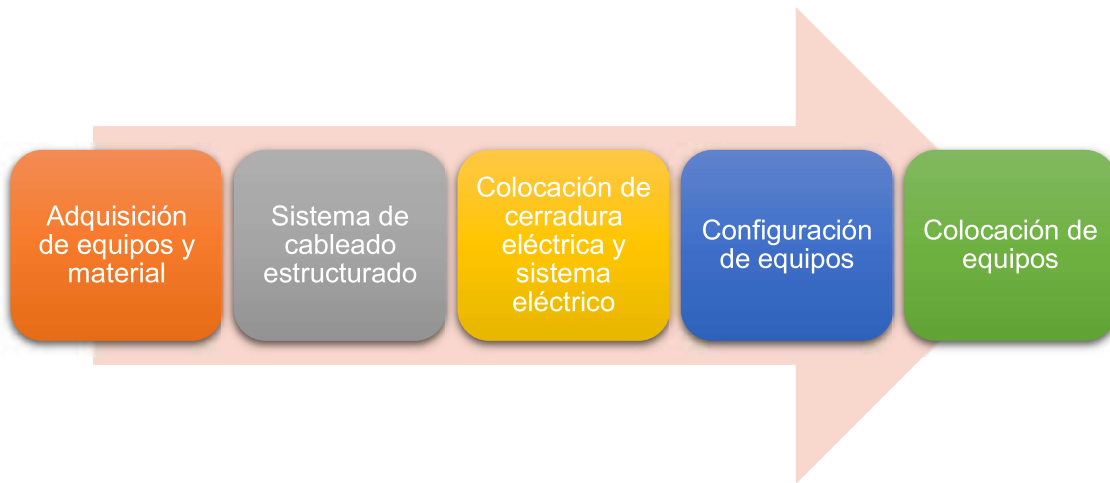 Adquisición
de equipos y
material
Sistema de
cableado
estructurado
Colocación de
cerradura
eléctrica y
sistema
eléctrico
Configuración
de equipos
Colocación de
equipos